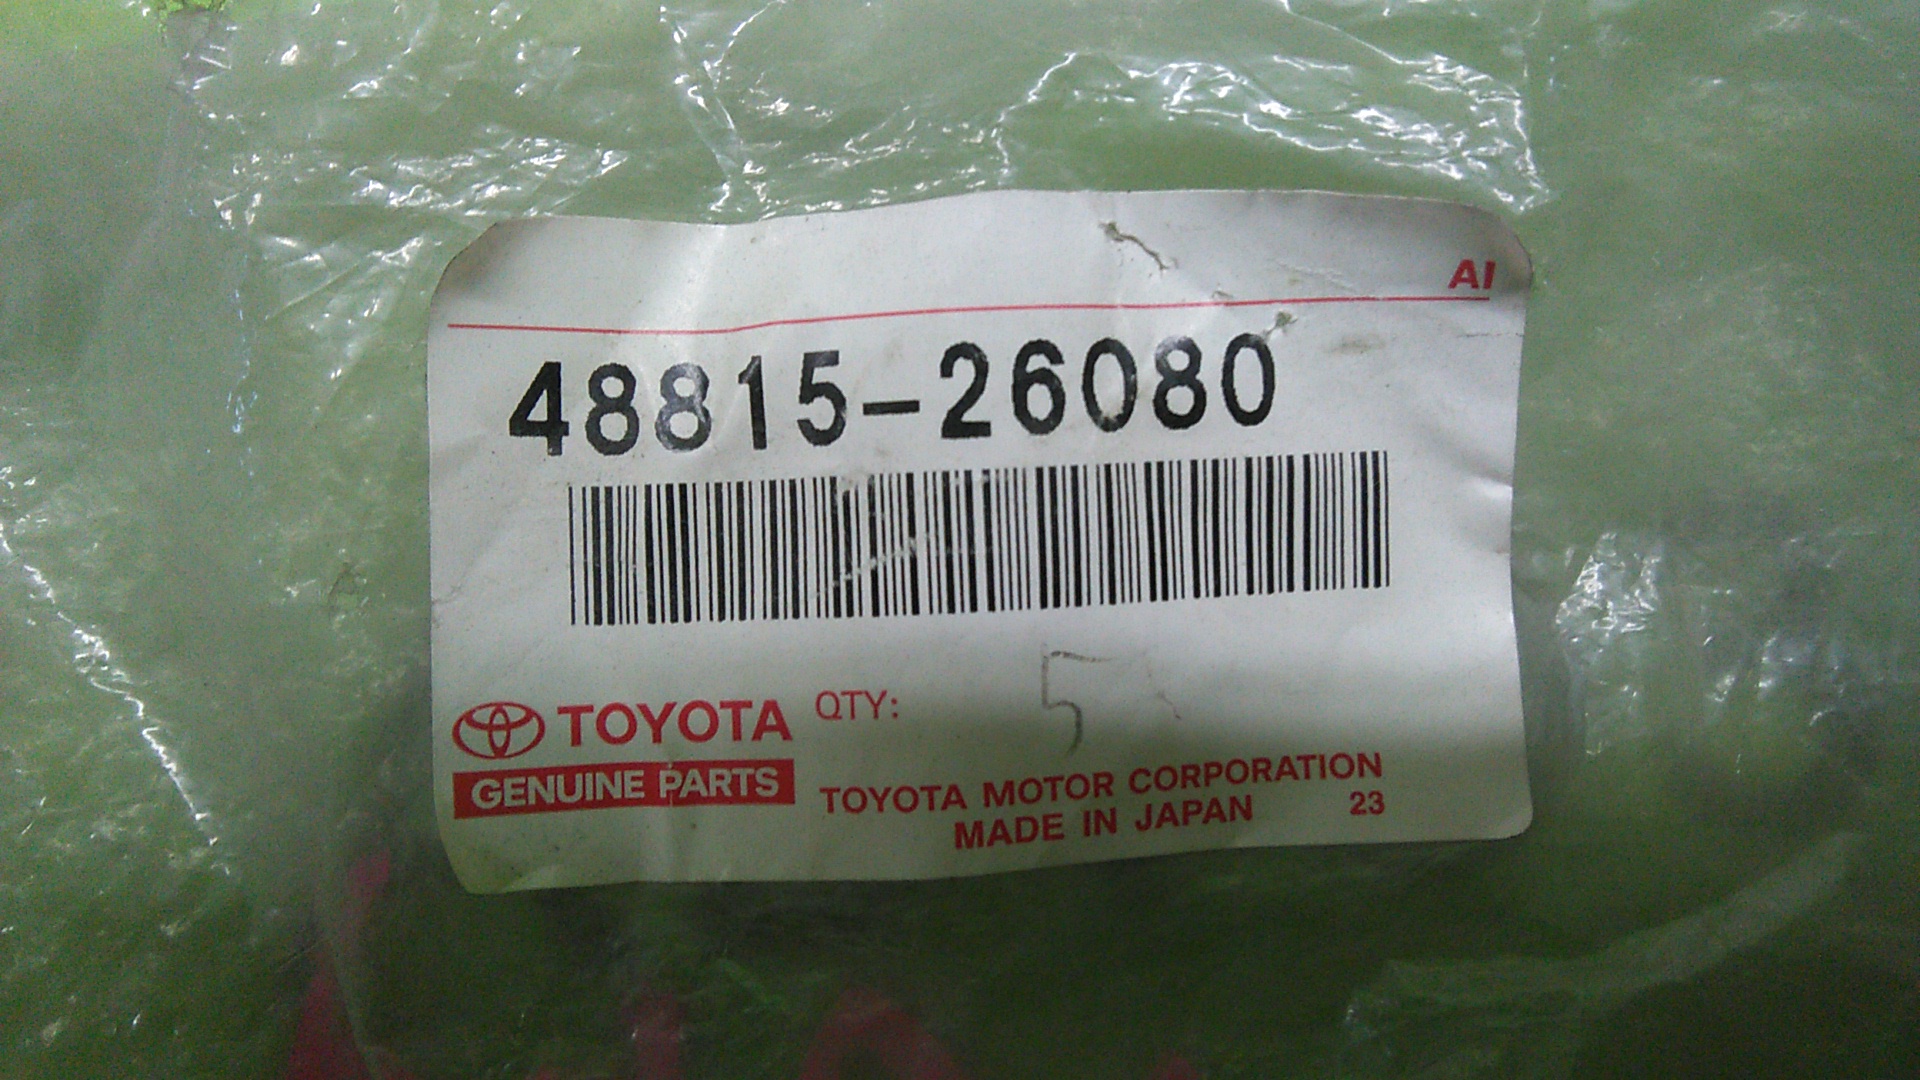 AI
48815-26080
TOYOTA
GENUINE PARTS
QTY: 5
TOYOTA MOTOR CORPORATION
MADE IN JAPAN 23